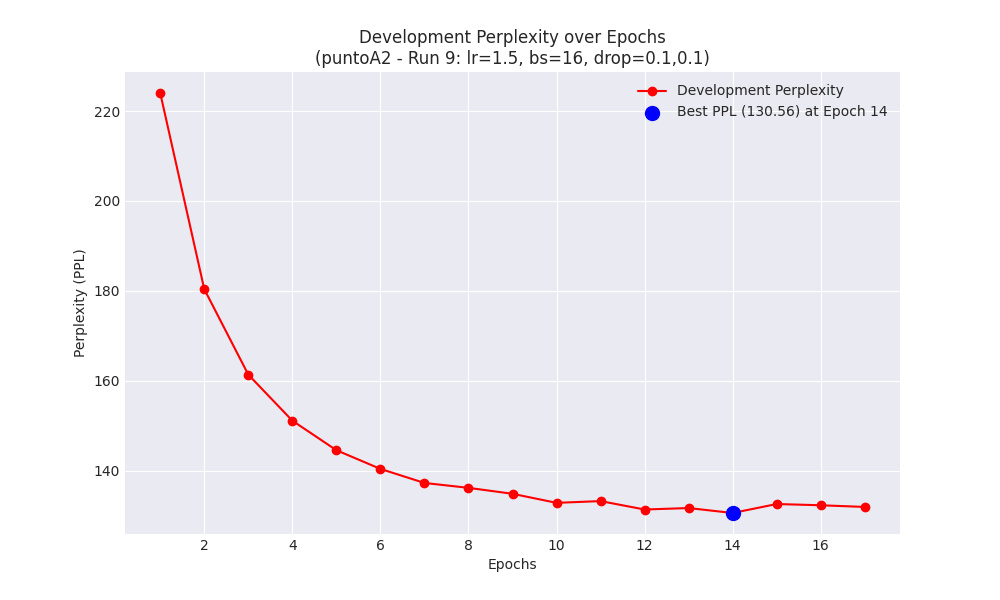 Development Perplexity over Epochs
(puntoA2 - Run 9: lr=1.5, bs=16, drop=0.1,0.1)
Development Perplexity
Best PPL (130.56) at Epoch 14
Perplexity (PPL)
220
200
180
160
140
2 4 6 8 10 12 14 16
Epochs